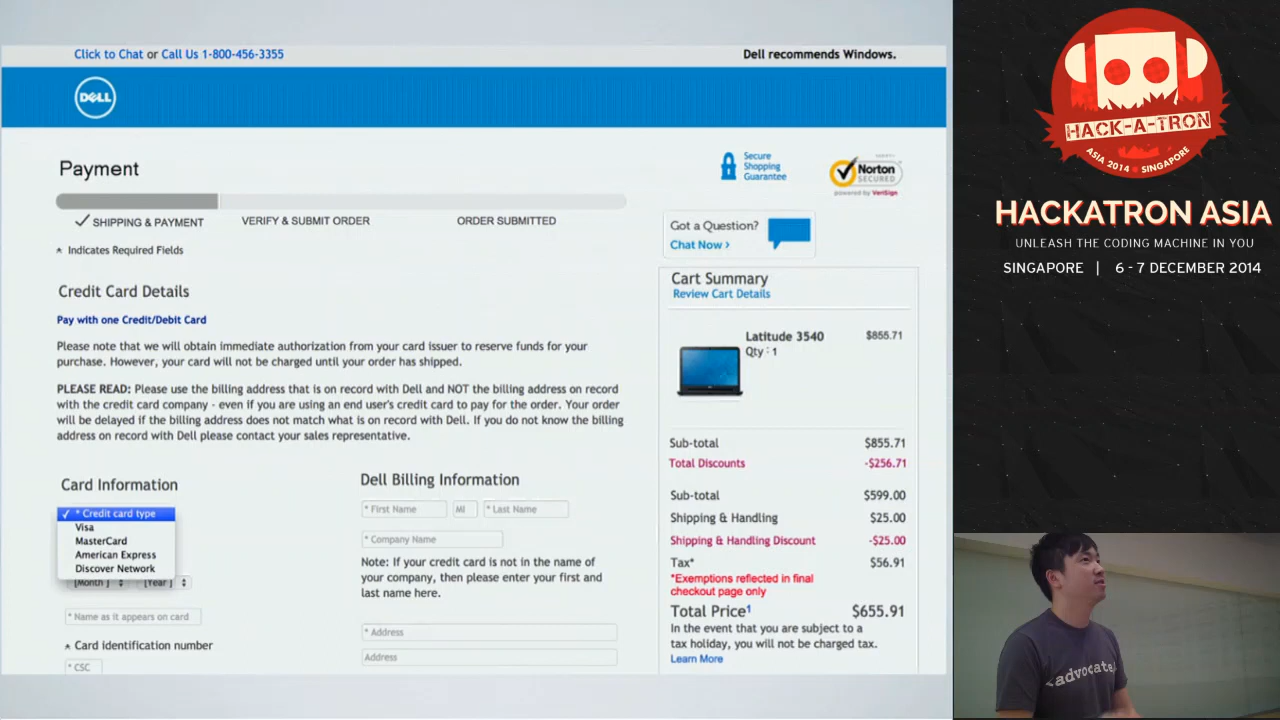 Click to Chat or Call Us 1-800-456-3355
Dell recommends Windows.
DELL
Payment
SHIPPING & PAYMENT
VERIFY & SUBMIT ORDER
ORDER SUBMITTED
* Indicates Required Fields
Credit Card Details
Pay with one Credit/Debit Card
Please note that we will obtain immediate authorization from your card issuer to reserve funds for your
purchase. However, your card will not be charged until your order has shipped.
PLEASE READ: Please use the billing address that is on record with Dell and NOT the billing address on record
with the credit card company - even if you are using an end user's credit card to pay for the order. Your order
will be delayed if the billing address does not match what is on record with Dell. If you do not know the billing
address on record with Dell please contact your sales representative.
Card Information
✓ * Credit card type
Visa
MasterCard
American Express
Discover Network
[Month]
[Year]
* Name as it appears on card
* Card identification number
* CSC
Dell Billing Information
* First Name
MI
* Last Name
* Company Name
Note: If your credit card is not in the name of
your company, then please enter your first and
last name here.
* Address
Address
Secure
Shopping
Guarantee
Norton
SECURED
powered by VeriSign
Got a Question?
Chat Now >
Cart Summary
Review Cart Details
Latitude 3540
$855.71
Qty : 1
Sub-total $855.71
Total Discounts -$256.71
Sub-total $599.00
Shipping & Handling $25.00
Shipping & Handling Discount -$25.00
Tax* $56.91
*Exemptions reflected in final
checkout page only
Total Price1 $655.91
In the event that you are subject to a
tax holiday, you will not be charged tax.
Learn More
HACK-A-TRON
ASIA 2014 SINGAPORE
HACKATRON ASIA
UNLEASH THE CODING MACHINE IN YOU
SINGAPORE | 6 - 7 DECEMBER 2014
<advocate